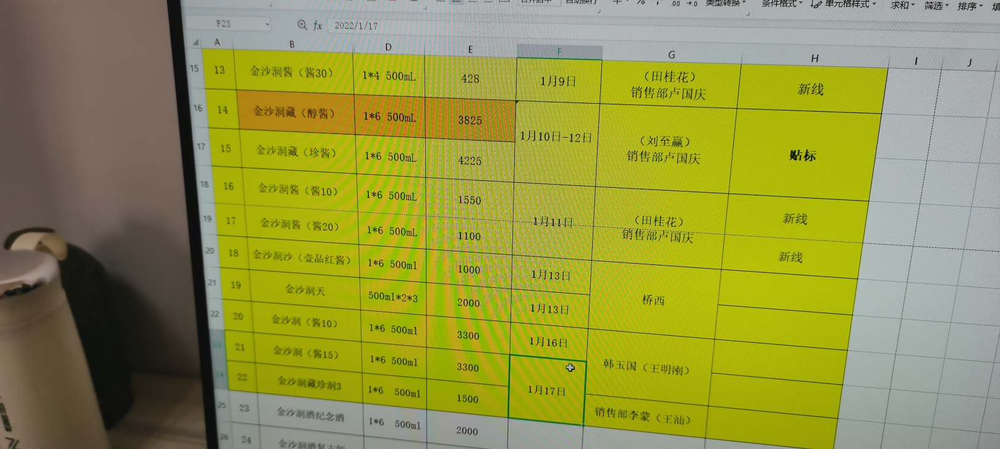 自动换行
类型转换
条件格式
单元格样式
求和
筛选
排序
F23
fx
2022/1/17
A B D E F G H I J
15 13 金沙洞酱（酱30） 1*4 500mL 428 1月9日 （田桂花） 新线
销售部卢国庆
16 14 金沙洞藏（醇酱） 1*6 500mL 3825 1月10日-12日 （刘至赢） 贴标
销售部卢国庆
17 15 金沙洞藏（珍酱） 1*6 500mL 4225
18 16 金沙洞酱（酱10） 1*6 500mL 1550 1月11日 （田桂花） 新线
销售部卢国庆
19 17 金沙洞酱（酱20） 1*6 500mL 1100 新线
20 18 金沙洞沙（壹品红酱） 1*6 500ml 1000 1月13日 桥西
21 19 金沙洞天 500ml*2*3 2000 1月13日
22 20 金沙洞（酱10） 1*6 500ml 3300 1月16日 韩玉国（王明刚）
23 21 金沙洞（酱15） 1*6 500ml 3300 1月17日
24 22 金沙洞藏珍洞3 1*6 500ml 1500 销售部李蒙（王汕）
25 23 金沙洞酒纪念酒 1*6 500ml 2000
26 24